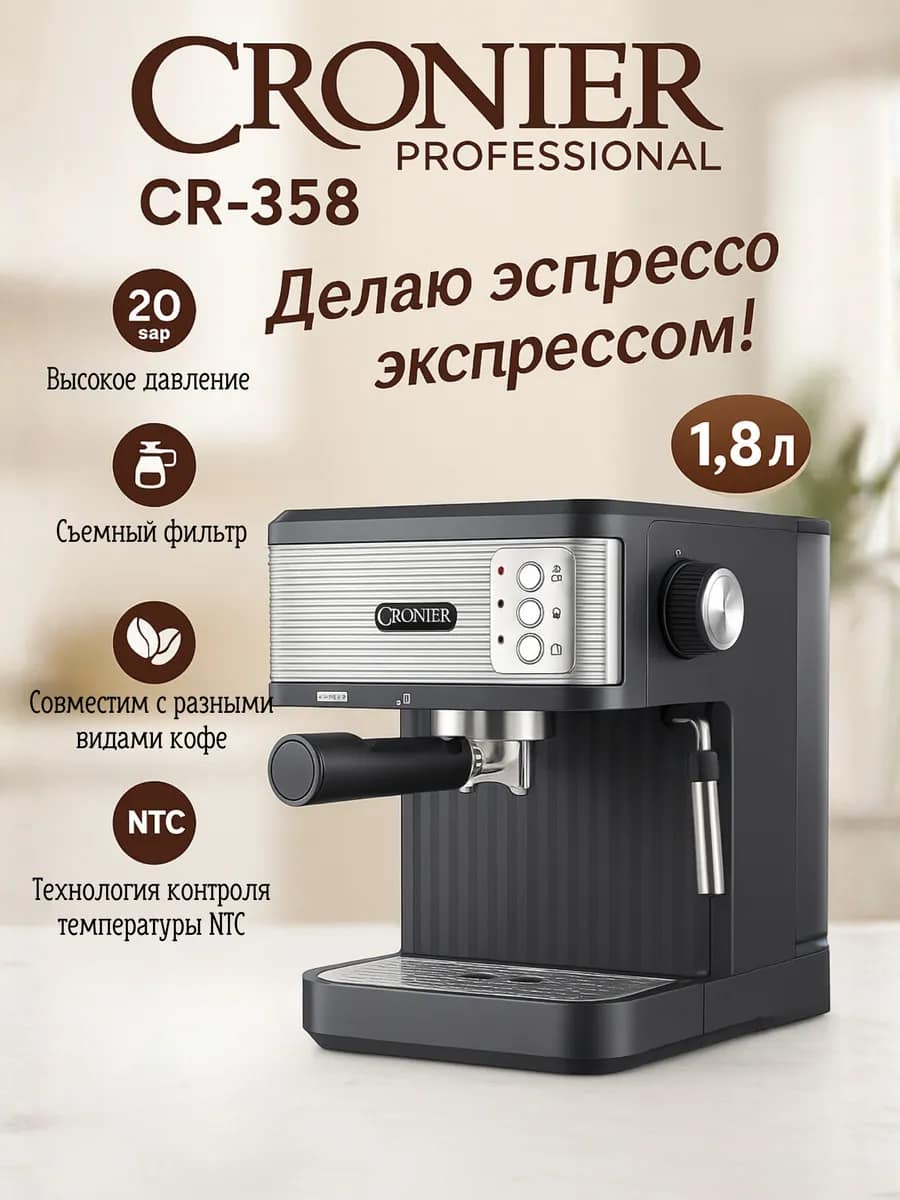 CRONIER
PROFESSIONAL
CR-358
Делаю эспрессо
экспрессом!
20
sap
Высокое давление
1,8 л
Съемный фильтр
CRONIER
Совместим с разными
видами кофе
NTC
Технология контроля
температуры NTC